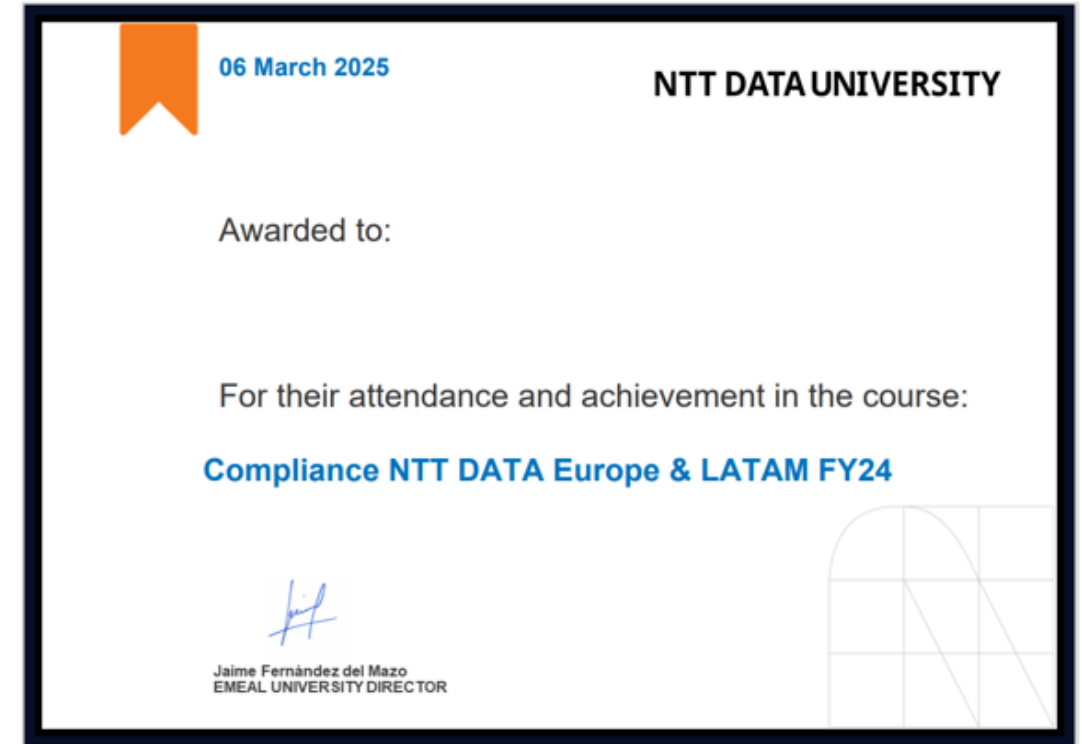 06 March 2025
NTT DATA UNIVERSITY
Awarded to:
For their attendance and achievement in the course:
Compliance NTT DATA Europe & LATAM FY24
Jaime Fernández del Mazo
EMEAL UNIVERSITY DIRECTOR